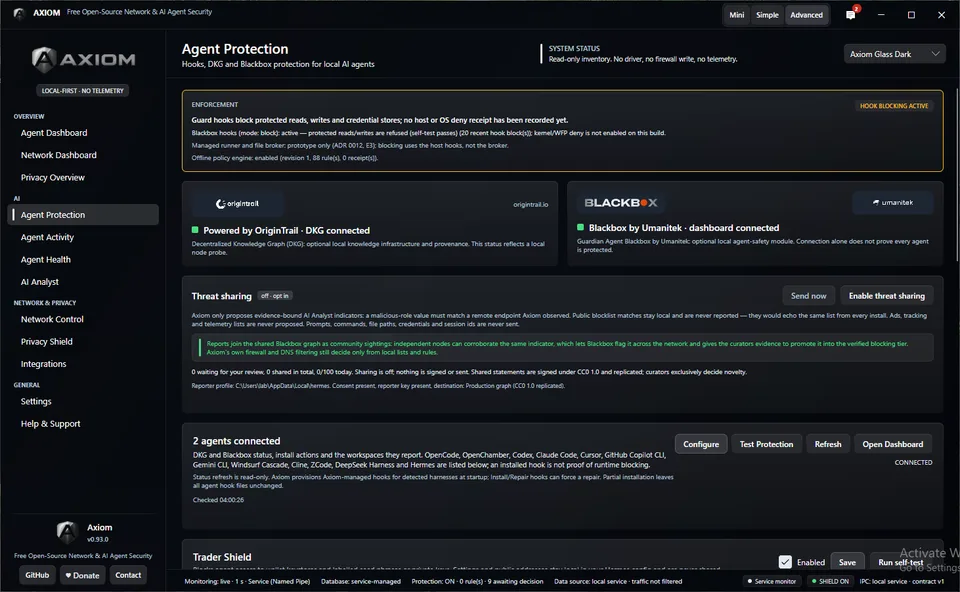 AXIOM Free Open-Source Network & AI Agent Security
Mini Simple Advanced 2
AXIOM
LOCAL-FIRST · NO TELEMETRY
OVERVIEW
Agent Dashboard
Network Dashboard
Privacy Overview
AI
Agent Protection
Agent Activity
Agent Health
AI Analyst
NETWORK & PRIVACY
Network Control
Privacy Shield
Integrations
GENERAL
Settings
Help & Support
Axiom
v0.93.0
Free Open-Source Network & AI Agent Security
GitHub ♥ Donate Contact
Agent Protection
Hooks, DKG and Blackbox protection for local AI agents
SYSTEM STATUS
Read-only inventory. No driver, no firewall write, no telemetry.
Axiom Glass Dark
ENFORCEMENT
HOOK BLOCKING ACTIVE
Guard hooks block protected reads, writes and credential stores; no host or OS deny receipt has been recorded yet.
Blackbox hooks (mode: block): active — protected reads/writes are refused (self-test passes) (20 recent hook block(s)); kernel/WFP deny is not enabled on this build.
Managed runner and file broker: prototype only (ADR 0012, E3); blocking uses the host hooks, not the broker.
Offline policy engine: enabled (revision 1, 88 rule(s), 0 receipt(s)).
origintrail
origintrail.io
Powered by OriginTrail · DKG connected
Decentralized Knowledge Graph (DKG): optional local knowledge infrastructure and provenance. This status reflects a local
node probe.
BLACKBOX
umanitek
Blackbox by Umanitek · dashboard connected
Guardian Agent Blackbox by Umanitek: optional local agent-safety module. Connection alone does not prove every agent
is protected.
Threat sharing off · opt in
Send now Enable threat sharing
Axiom only proposes evidence-bound AI Analyst indicators: a malicious-role value must match a remote endpoint Axiom observed. Public blocklist matches stay local and are never reported — they would echo the same list from every install. Ads, tracking
and telemetry lists are never proposed. Prompts, commands, file paths, credentials and session ids are never sent.
Reports join the shared Blackbox graph as community sightings: independent nodes can corroborate the same indicator, which lets Blackbox flag it across the network and gives the curators evidence to promote it into the verified blocking tier.
Axiom's own firewall and DNS filtering still decide only from local lists and rules.
0 waiting for your review. 0 shared in total, 0/100 today. Sharing is off; nothing is signed or sent. Shared statements are signed under CC0 1.0 and replicated; curators exclusively decide novelty.
Reporter profile: C:\Users\lab\AppData\Local\hermes. Consent present, reporter key present, destination: Production graph (CC0 1.0 replicated).
2 agents connected
Configure Test Protection Refresh Open Dashboard
CONNECTED
DKG and Blackbox status, install actions and the workspaces they report. OpenCode, OpenChamber, Codex, Claude Code, Cursor, GitHub Copilot CLI,
Gemini CLI, Windsurf Cascade, Cline, ZCode, DeepSeek Harness and Hermes are listed below; an installed hook is not proof of runtime blocking.
Status refresh is read-only. Axiom provisions Axiom-managed hooks for detected harnesses at startup; Install/Repair hooks can force a repair. Partial installation leaves
all agent hook files unchanged.
Checked 04:00:26
Trader Shield
Enabled Save Run self-test
Activate W
Go to Settings
Monitoring: live · 1 s · Service (Named Pipe) Database: service-managed Protection: ON · 0 rule(s) · 9 awaiting decision Data source: local service · traffic not filtered
Service monitor SHIELD ON IPC: local service · contract v1